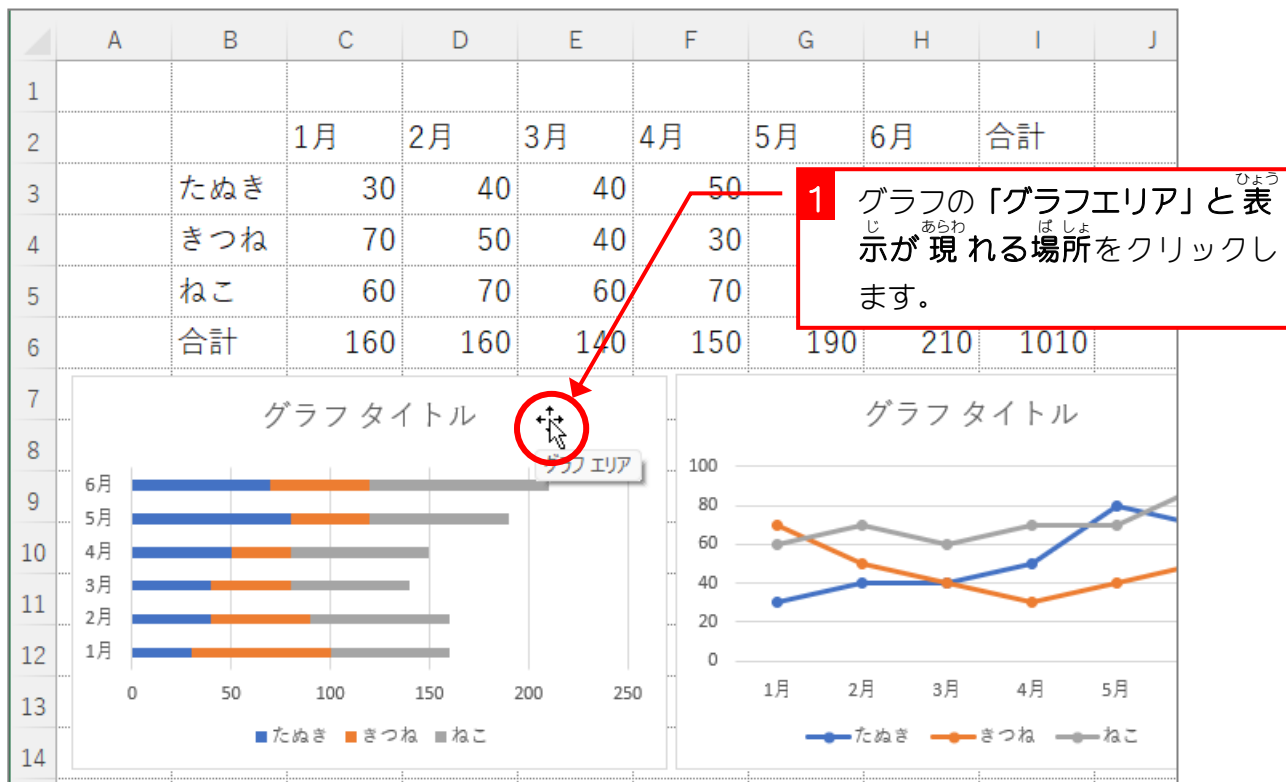 A B C D E F G H I J
1
2 1月 2月 3月 4月 5月 6月 合計
3 たぬき 30 40 40 50
4 きつね 70 50 40 30
5 ねこ 60 70 60 70
6 合計 160 160 140 150 190 210 1010
7
8
9
10
11
12
13
14
1
ひょう
グラフの「グラフエリア」と表
じ あらわ ばしょ
示が現れる場所をクリックし
ます。
グラフ タイトル
グラフ エリア
6月
5月
4月
3月
2月
1月
0 50 100 150 200 250
たぬき きつね ねこ
グラフ タイトル
100
80
60
40
20
0
1月 2月 3月 4月 5月
たぬき きつね ねこ